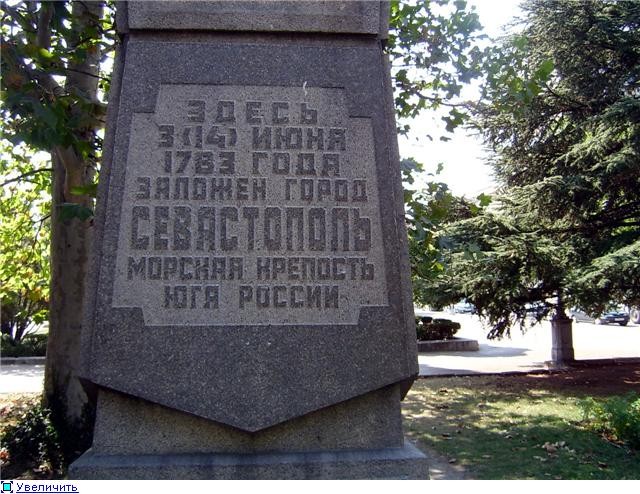 ЗДЕСЬ
3(14) ИЮНЯ
1783 ГОДА
ЗАЛОЖЕН ГОРОД
СЕВАСТОПОЛЬ
МОРСКАЯ КРЕПОСТЬ
ЮГА РОССИИ
Увеличить